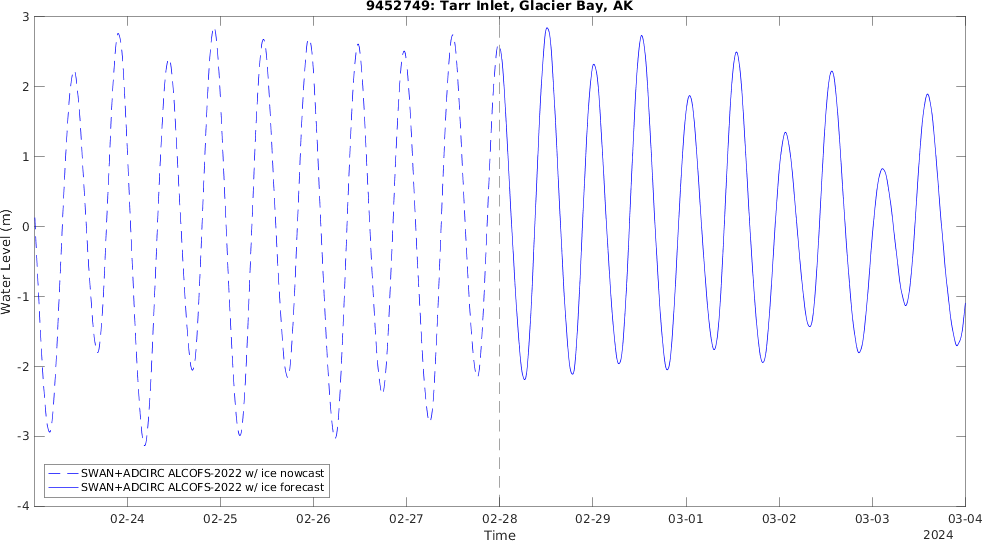 9452749: Tarr Inlet, Glacier Bay, AK
Water Level (m)
3
2
1
0
-1
-2
-3
-4
SWAN+ADCIRC ALCOFS-2022 w/ ice nowcast
SWAN+ADCIRC ALCOFS-2022 w/ ice forecast
02-24 02-25 02-26 02-27 02-28 02-29 03-01 03-02 03-03 03-04
Time
2024